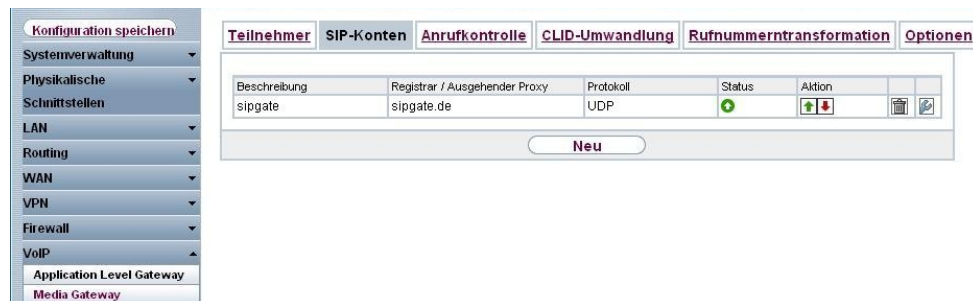 Konfiguration speichern
Systemverwaltung
Physikalische
Schnittstellen
LAN
Routing
WAN
VPN
Firewall
VoIP
Application Level Gateway
Media Gateway
Teilnehmer SIP-Konten Anrufkontrolle CLID-Umwandlung Rufnummerntransformation Optionen
Beschreibung Registrar / Ausgehender Proxy Protokoll Status Aktion
sipgate sipgate.de UDP
Neu